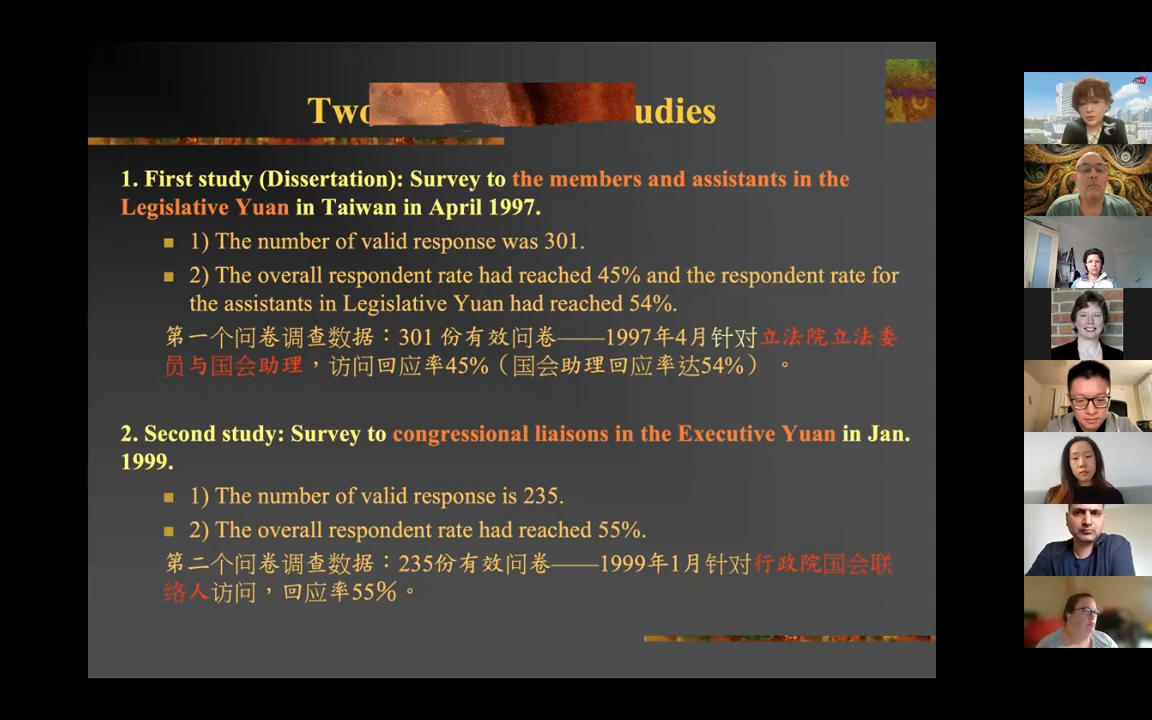 Two
udies
1. First study (Dissertation): Survey to the members and assistants in the
Legislative Yuan in Taiwan in April 1997.
1) The number of valid response was 301.
2) The overall respondent rate had reached 45% and the respondent rate for
the assistants in Legislative Yuan had reached 54%.
第一个问卷调查数据：301 份有效问卷——1997年4月针对立法院立法委
员与国会助理，访问回应率45%（国会助理回应率达54%） 。
2. Second study: Survey to congressional liaisons in the Executive Yuan in Jan.
1999.
1) The number of valid response is 235.
2) The overall respondent rate had reached 55%.
第二个问卷调查数据：235份有效问卷——1999年1月针对行政院国会联
络人访问，回应率55%。